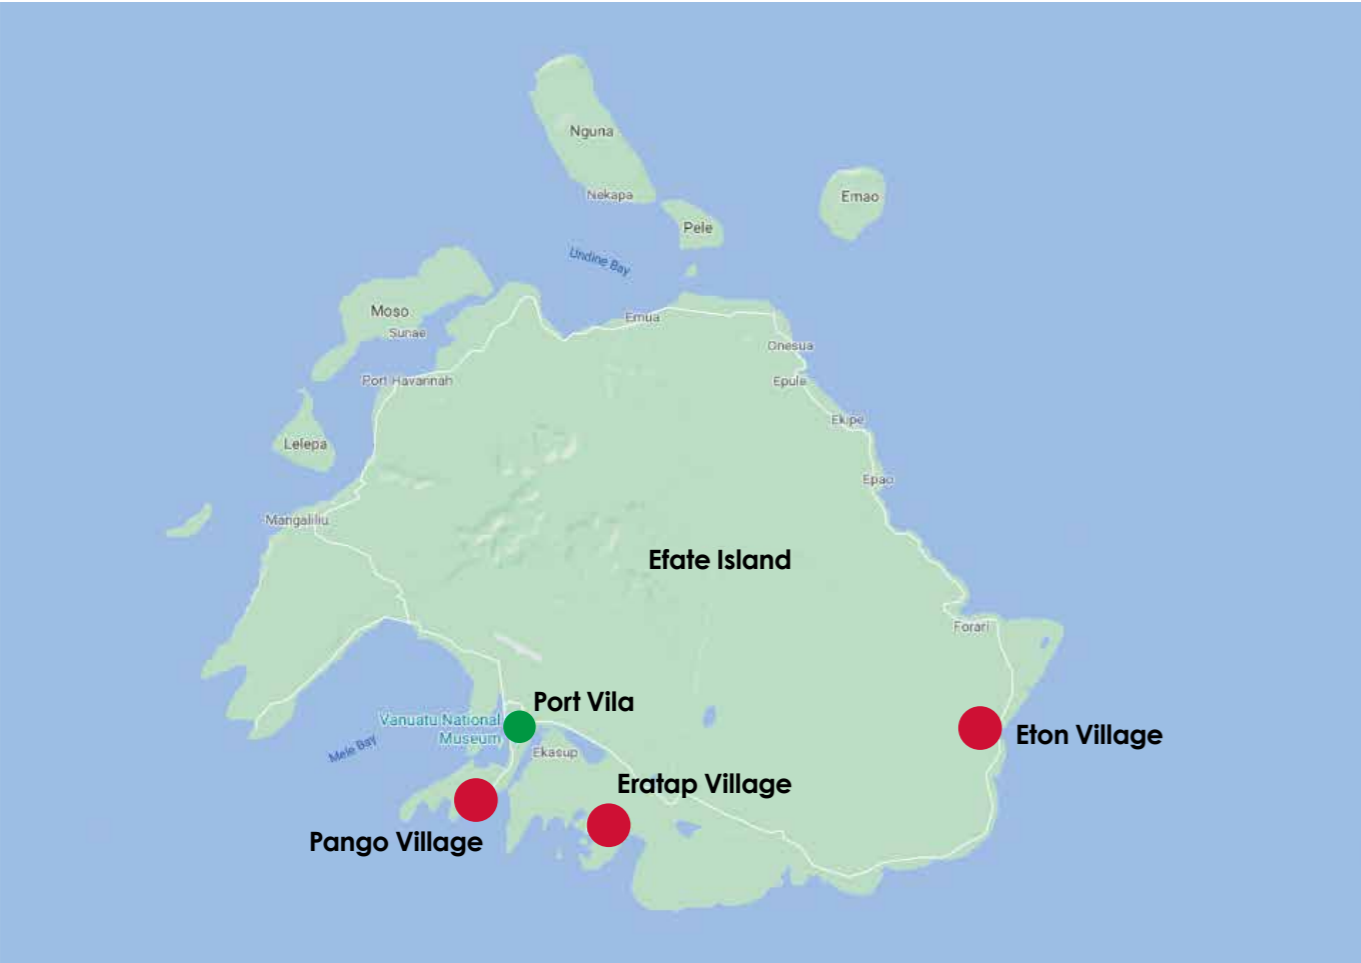 Nguna
Nekapa
Emao
Pele
Undine Bay
Moso
Sunae
Emua
Onesua
Port Havannah
Epule
Ekipe
Lelepa
Epao
Mangaliliu
Efate Island
Forari
Port Vila
Vanuatu National
Museum
Mele Bay
Ekasup
Eton Village
Eratap Village
Pango Village